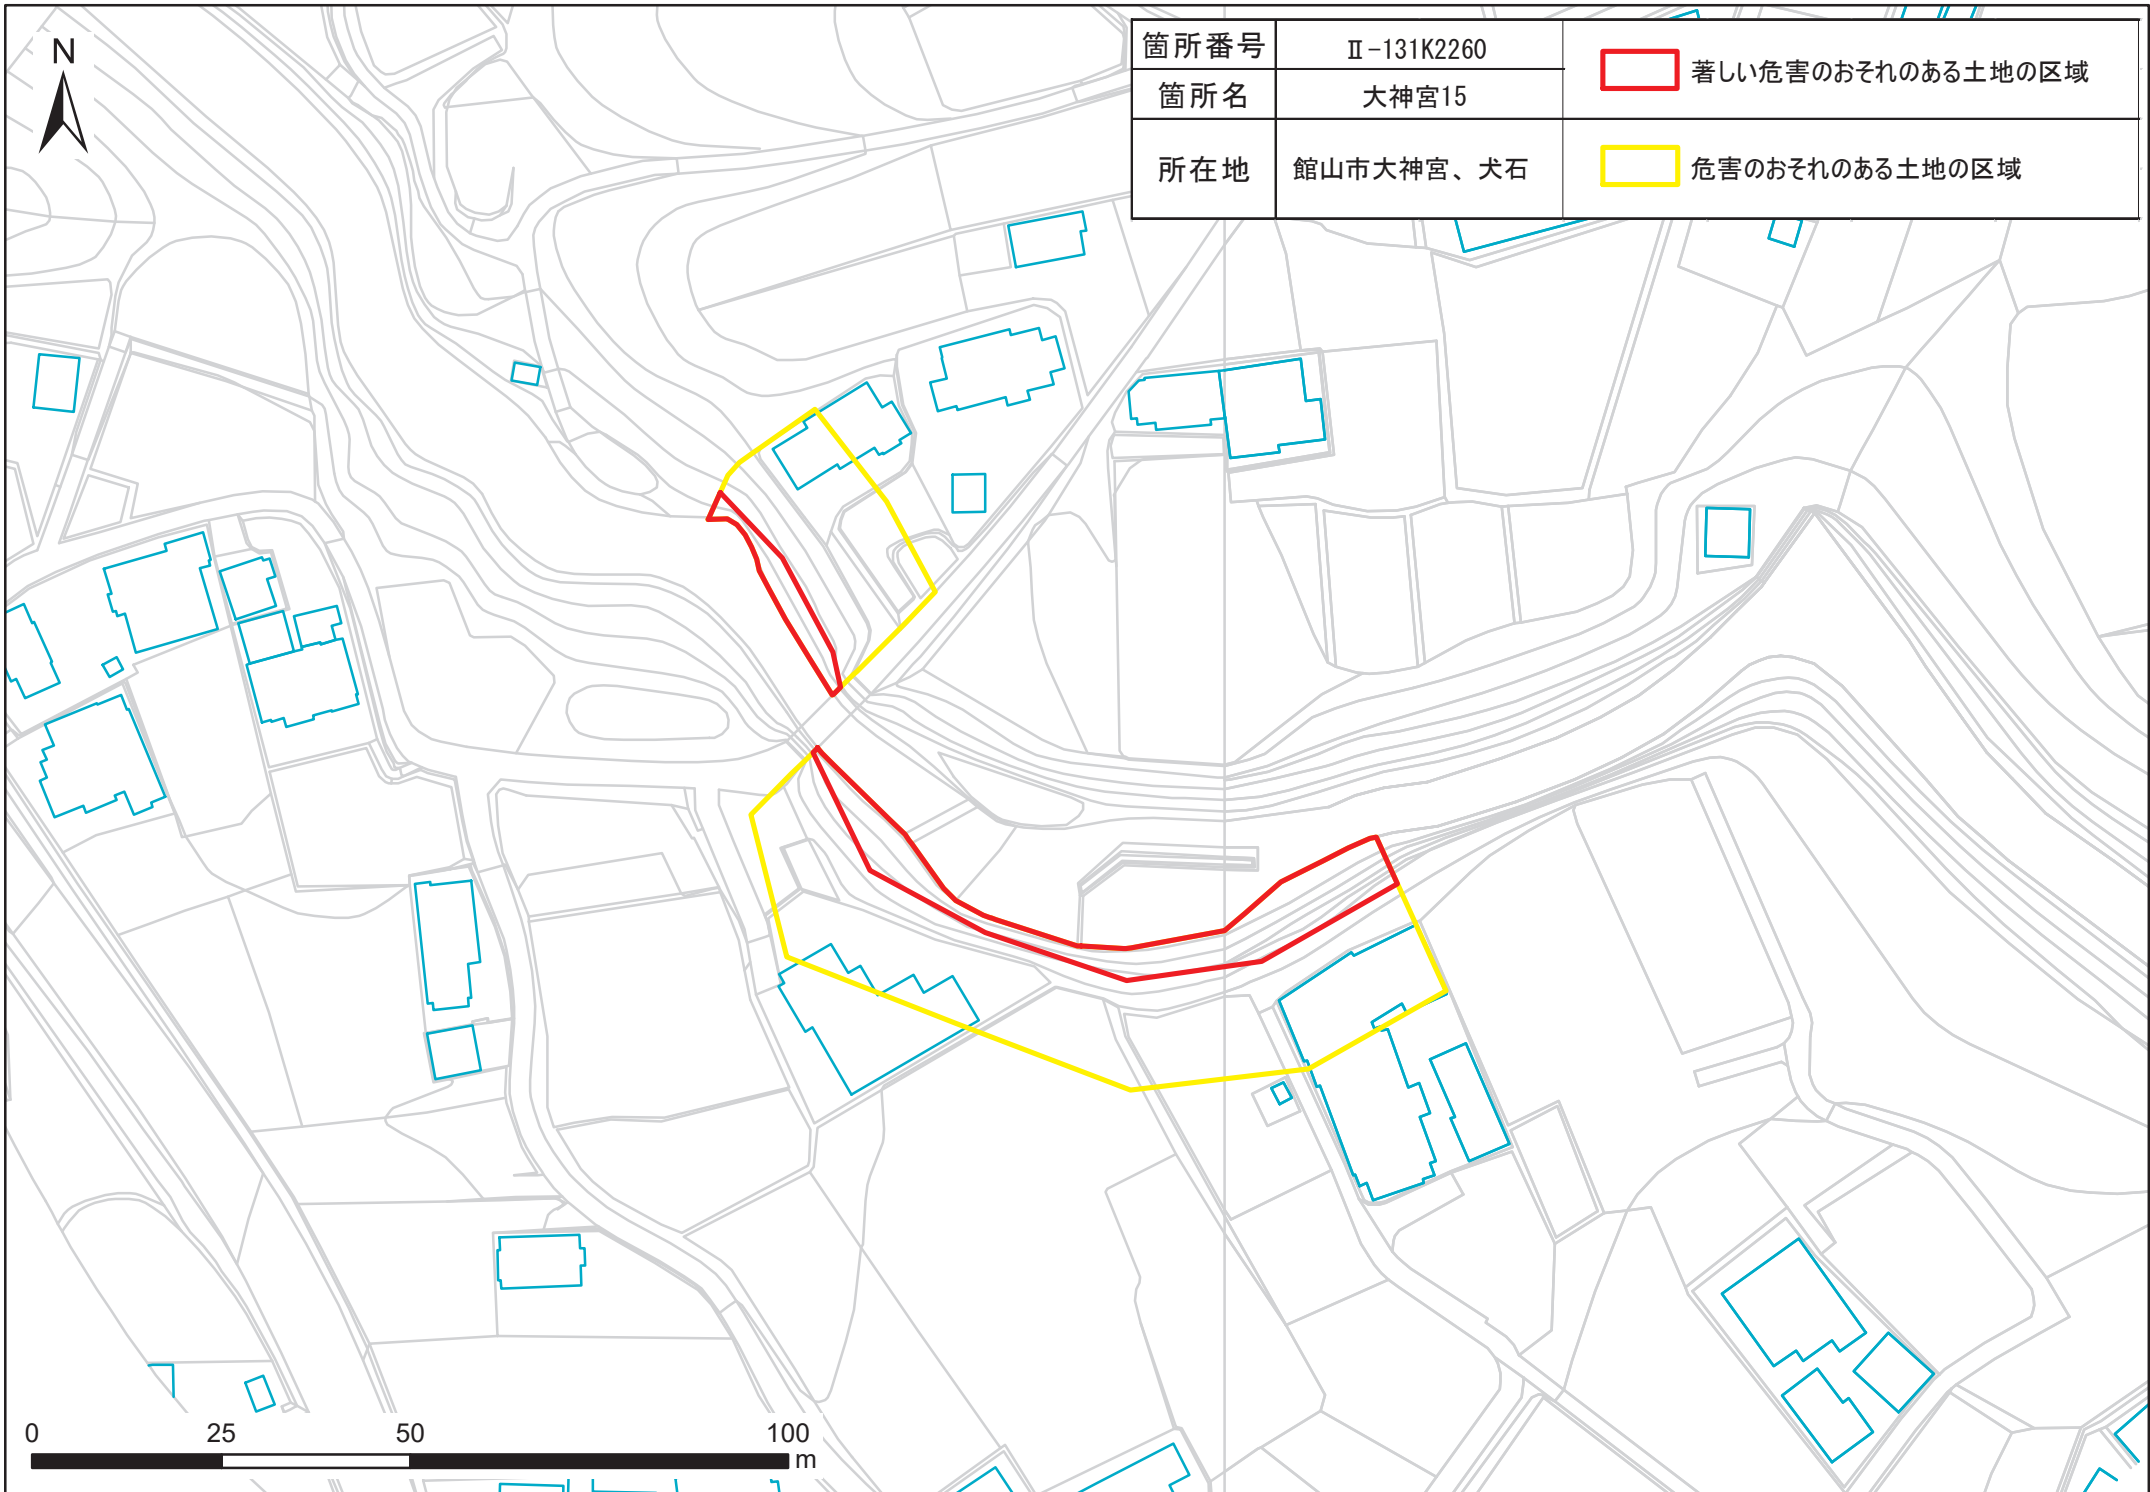 N
箇所番号 Ⅱ-131K2260
箇所名 大神宮15
所在地 館山市大神宮、犬石
著しい危害のおそれのある土地の区域
危害のおそれのある土地の区域
0 25 50 100
m